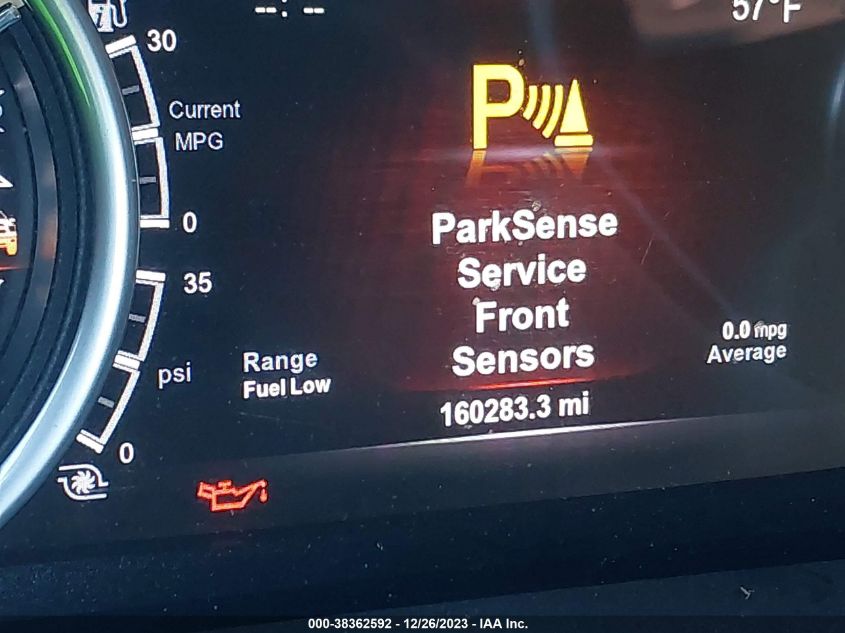 --:--
57°F
30
Current
MPG
0
35
psi
0
P
ParkSense
Service
Front
Sensors
Range
Fuel Low
0.0 mpg
Average
160283.3 mi
000-38362592 - 12/26/2023 - IAA Inc.